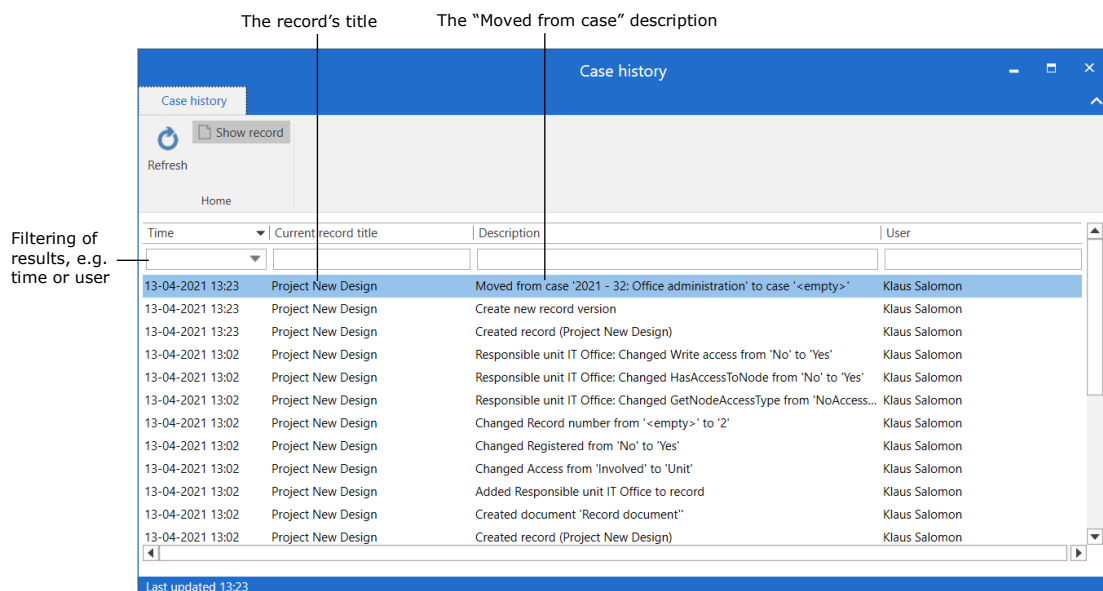 The record’s title
The “Moved from case” description
Case history
Case history
Show record
Refresh
Home
Filtering of
results, e.g.
time or user
Time Current record title Description User
13-04-2021 13:23 Project New Design Moved from case '2021 - 32: Office administration' to case '<empty>' Klaus Salomon
13-04-2021 13:23 Project New Design Create new record version Klaus Salomon
13-04-2021 13:23 Project New Design Created record (Project New Design) Klaus Salomon
13-04-2021 13:02 Project New Design Responsible unit IT Office: Changed Write access from 'No' to 'Yes' Klaus Salomon
13-04-2021 13:02 Project New Design Responsible unit IT Office: Changed HasAccessToNode from 'No' to 'Yes' Klaus Salomon
13-04-2021 13:02 Project New Design Responsible unit IT Office: Changed GetNodeAccessType from 'NoAccess... Klaus Salomon
13-04-2021 13:02 Project New Design Changed Record number from '<empty>' to '2' Klaus Salomon
13-04-2021 13:02 Project New Design Changed Registered from 'No' to 'Yes' Klaus Salomon
13-04-2021 13:02 Project New Design Changed Access from 'Involved' to 'Unit' Klaus Salomon
13-04-2021 13:02 Project New Design Added Responsible unit IT Office to record Klaus Salomon
13-04-2021 13:02 Project New Design Created document 'Record document'' Klaus Salomon
13-04-2021 13:02 Project New Design Created record (Project New Design) Klaus Salomon
Last updated 13:23